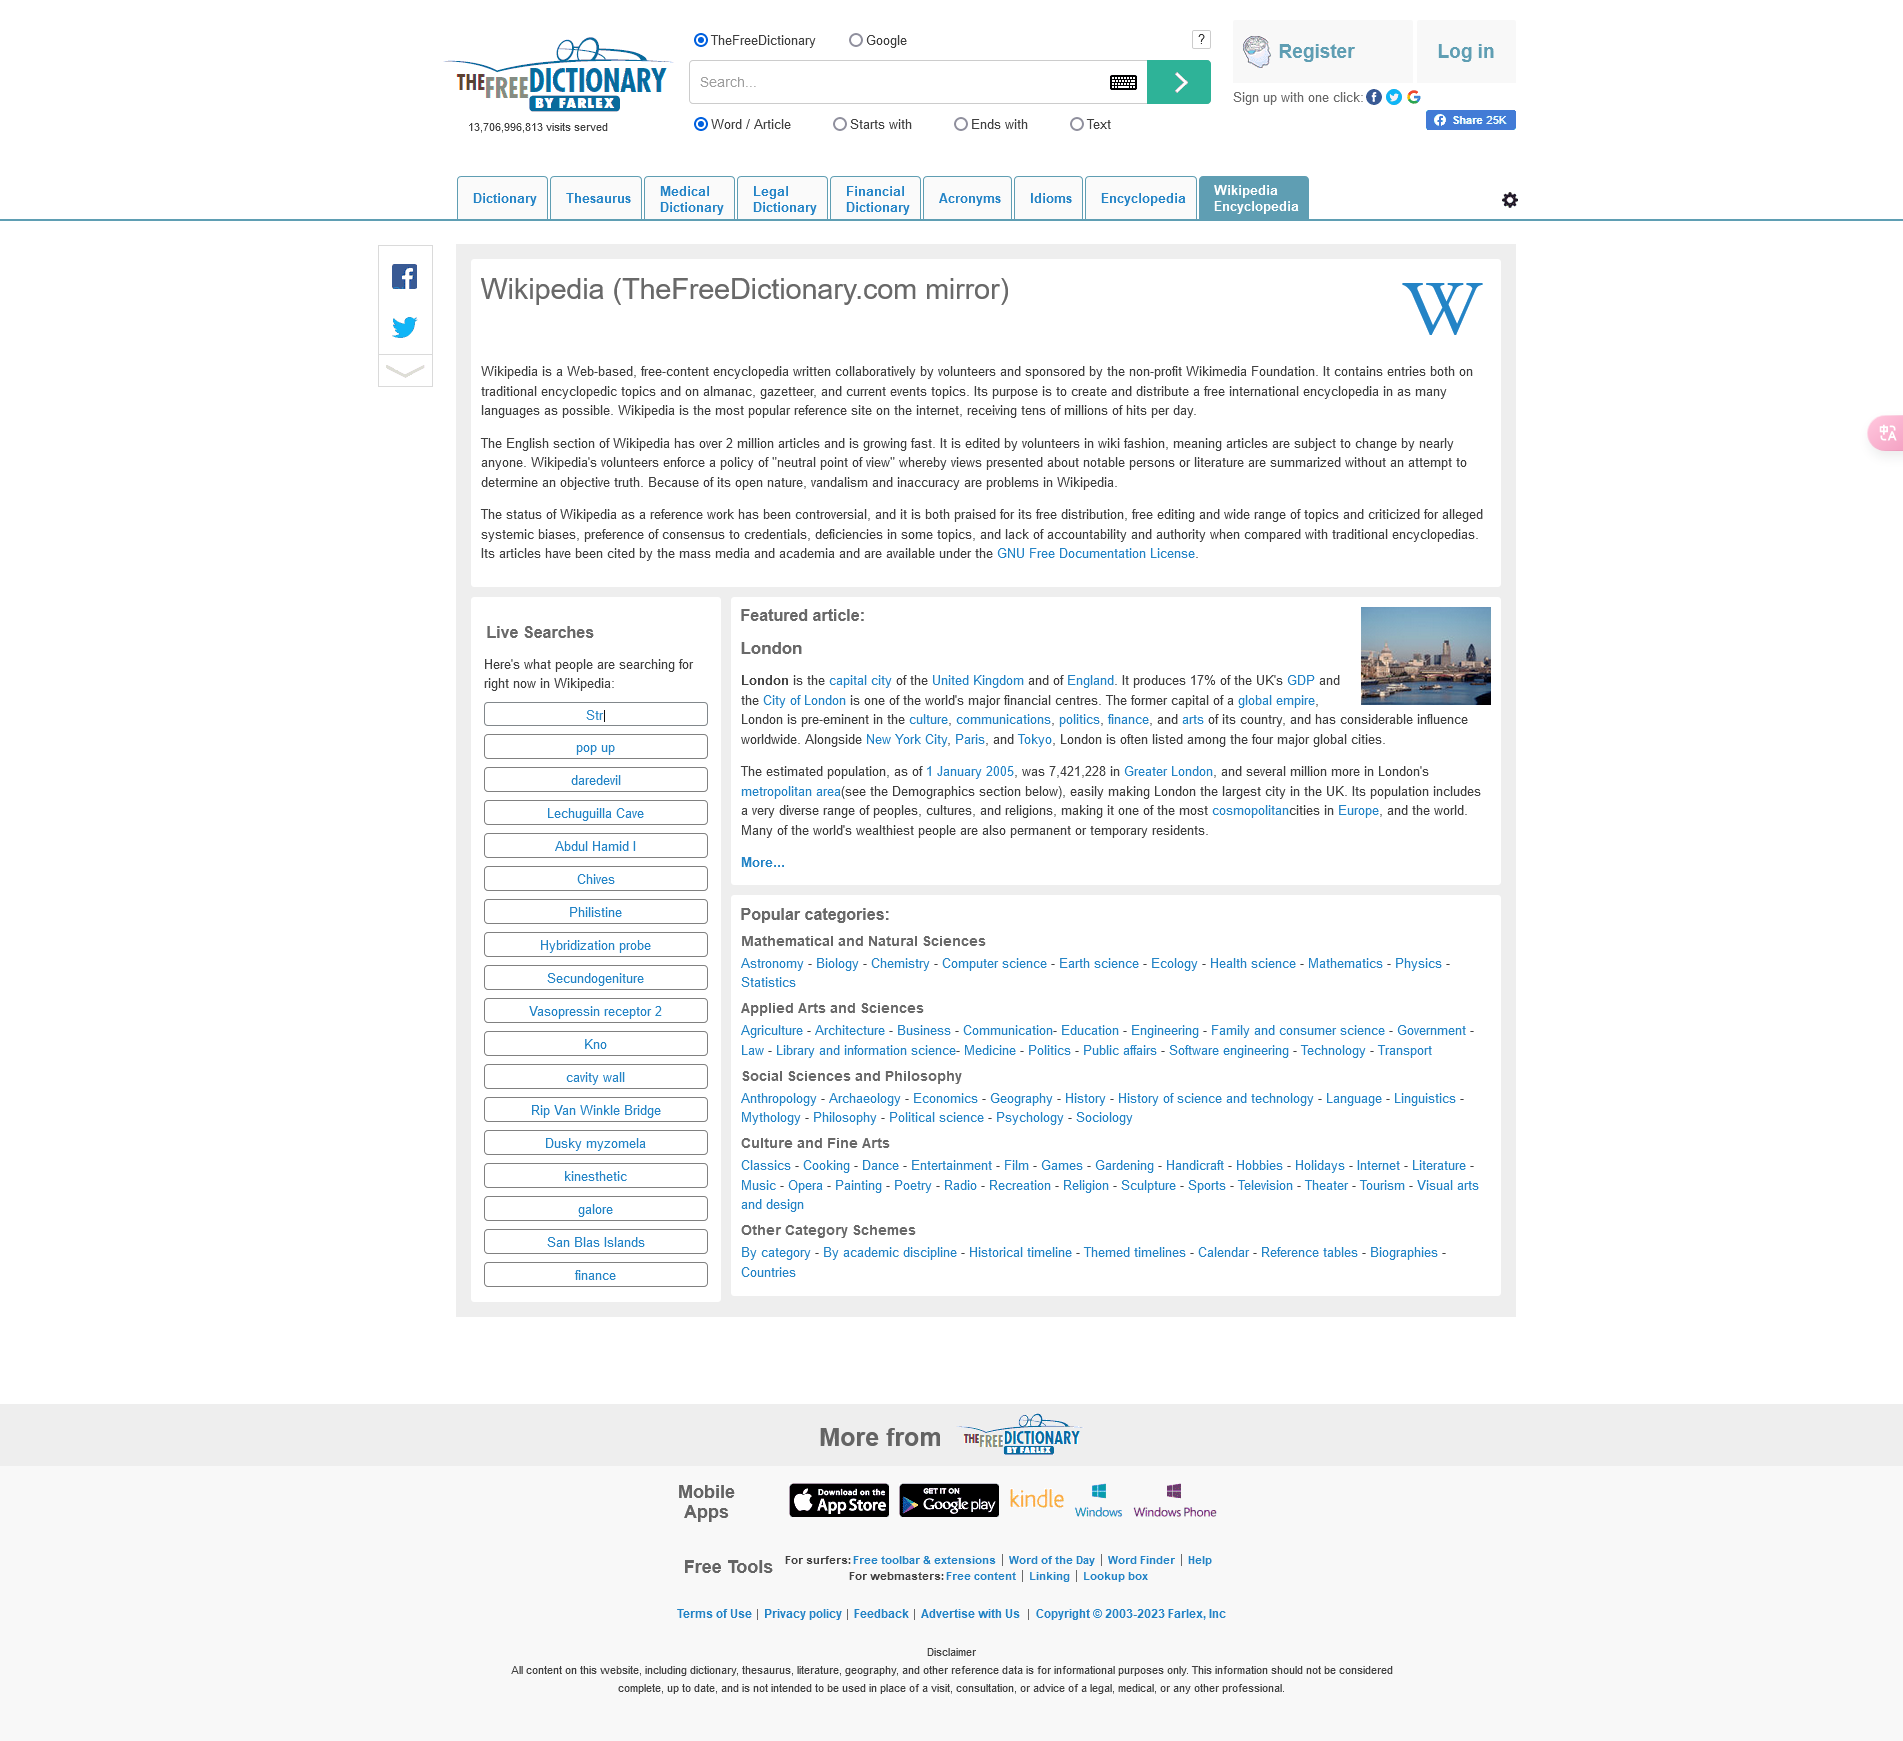 THEFREEDICTIONARY
BY FARLEX
13,706,996,813 visits served
TheFreeDictionary
Google
?
Search...
Word / Article
Starts with
Ends with
Text
Register
Log in
Sign up with one click:
Share 25K
Dictionary
Thesaurus
Medical
Dictionary
Legal
Dictionary
Financial
Dictionary
Acronyms
Idioms
Encyclopedia
Wikipedia
Encyclopedia
Wikipedia (TheFreeDictionary.com mirror)
W
Wikipedia is a Web-based, free-content encyclopedia written collaboratively by volunteers and sponsored by the non-profit Wikimedia Foundation. It contains entries both on
traditional encyclopedic topics and on almanac, gazetteer, and current events topics. Its purpose is to create and distribute a free international encyclopedia in as many
languages as possible. Wikipedia is the most popular reference site on the internet, receiving tens of millions of hits per day.
The English section of Wikipedia has over 2 million articles and is growing fast. It is edited by volunteers in wiki fashion, meaning articles are subject to change by nearly
anyone. Wikipedia's volunteers enforce a policy of "neutral point of view" whereby views presented about notable persons or literature are summarized without an attempt to
determine an objective truth. Because of its open nature, vandalism and inaccuracy are problems in Wikipedia.
The status of Wikipedia as a reference work has been controversial, and it is both praised for its free distribution, free editing and wide range of topics and criticized for alleged
systemic biases, preference of consensus to credentials, deficiencies in some topics, and lack of accountability and authority when compared with traditional encyclopedias.
Its articles have been cited by the mass media and academia and are available under the GNU Free Documentation License.
Live Searches
Here's what people are searching for
right now in Wikipedia:
Str
pop up
daredevil
Lechuguilla Cave
Abdul Hamid I
Chives
Philistine
Hybridization probe
Secundogeniture
Vasopressin receptor 2
Kno
cavity wall
Rip Van Winkle Bridge
Dusky myzomela
kinesthetic
galore
San Blas Islands
finance
Featured article:
London
London is the capital city of the United Kingdom and of England. It produces 17% of the UK's GDP and
the City of London is one of the world's major financial centres. The former capital of a global empire,
London is pre-eminent in the culture, communications, politics, finance, and arts of its country, and has considerable influence
worldwide. Alongside New York City, Paris, and Tokyo, London is often listed among the four major global cities.
The estimated population, as of 1 January 2005, was 7,421,228 in Greater London, and several million more in London's
metropolitan area(see the Demographics section below), easily making London the largest city in the UK. Its population includes
a very diverse range of peoples, cultures, and religions, making it one of the most cosmopolitancities in Europe, and the world.
Many of the world's wealthiest people are also permanent or temporary residents.
More...
Popular categories:
Mathematical and Natural Sciences
Astronomy - Biology - Chemistry - Computer science - Earth science - Ecology - Health science - Mathematics - Physics -
Statistics
Applied Arts and Sciences
Agriculture - Architecture - Business - Communication- Education - Engineering - Family and consumer science - Government -
Law - Library and information science- Medicine - Politics - Public affairs - Software engineering - Technology - Transport
Social Sciences and Philosophy
Anthropology - Archaeology - Economics - Geography - History - History of science and technology - Language - Linguistics -
Mythology - Philosophy - Political science - Psychology - Sociology
Culture and Fine Arts
Classics - Cooking - Dance - Entertainment - Film - Games - Gardening - Handicraft - Hobbies - Holidays - Internet - Literature -
Music - Opera - Painting - Poetry - Radio - Recreation - Religion - Sculpture - Sports - Television - Theater - Tourism - Visual arts
and design
Other Category Schemes
By category - By academic discipline - Historical timeline - Themed timelines - Calendar - Reference tables - Biographies -
Countries
More from THEFREEDICTIONARY
BY FARLEX
Mobile
Apps
Download on the
App Store
GET IT ON
Google play
kindle
Windows
Windows Phone
Free Tools
For surfers: Free toolbar & extensions | Word of the Day | Word Finder | Help
For webmasters: Free content | Linking | Lookup box
Terms of Use | Privacy policy | Feedback | Advertise with Us | Copyright © 2003-2023 Farlex, Inc
Disclaimer
All content on this website, including dictionary, thesaurus, literature, geography, and other reference data is for informational purposes only. This information should not be considered
complete, up to date, and is not intended to be used in place of a visit, consultation, or advice of a legal, medical, or any other professional.